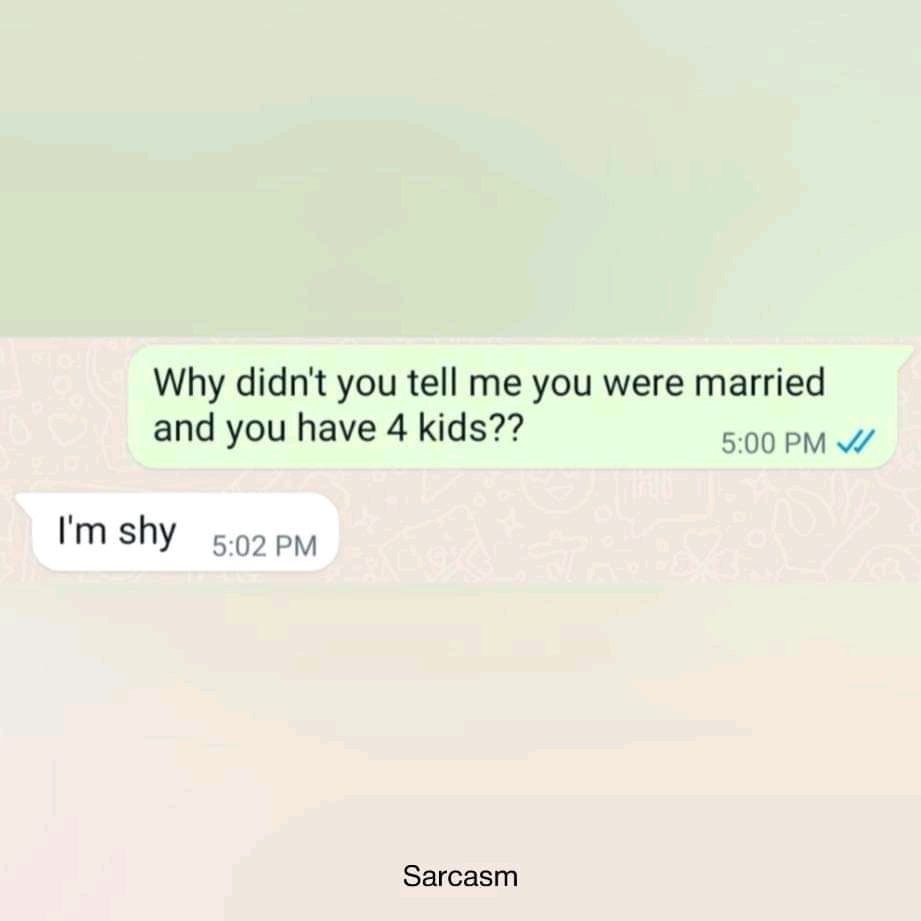 Why didn't you tell me you were married
and you have 4 kids??
5:00 PM
I'm shy
5:02 PM
Sarcasm